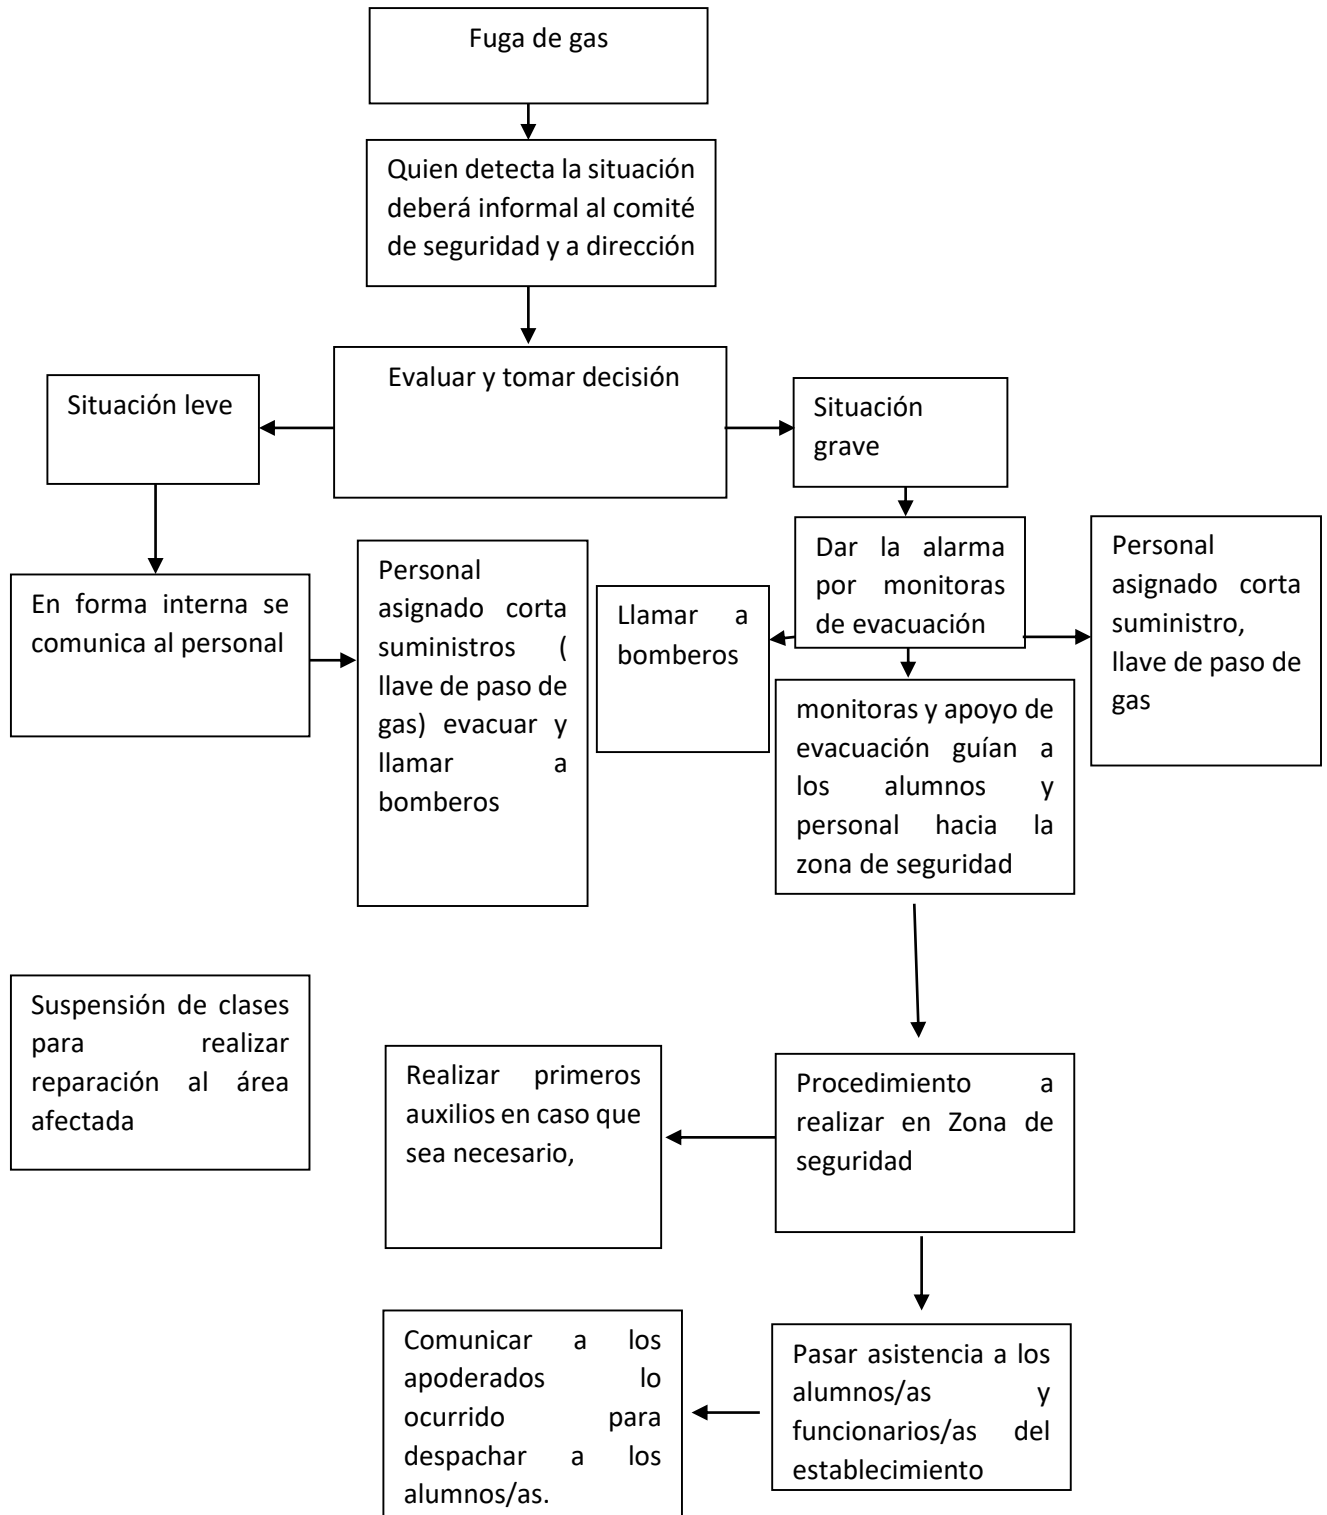 Fuga de gas
Quien detecta la situación
deberá informal al comité
de seguridad y a dirección
Evaluar y tomar decisión
Situación leve
Situación
grave
En forma interna se
comunica al personal
Personal
asignado corta
suministros (
llave de paso de
gas) evacuar y
llamar a
bomberos
Llamar a
bomberos
Dar la alarma
por monitoras
de evacuación
Personal
asignado corta
suministro,
llave de paso de
gas
monitoras y apoyo de
evacuación guían a
los alumnos y
personal hacia la
zona de seguridad
Suspensión de clases
para realizar
reparación al área
afectada
Realizar primeros
auxilios en caso que
sea necesario,
Procedimiento a
realizar en Zona de
seguridad
Comunicar a los
apoderados lo
ocurrido para
despachar a los
alumnos/as.
Pasar asistencia a los
alumnos/as y
funcionarios/as del
establecimiento